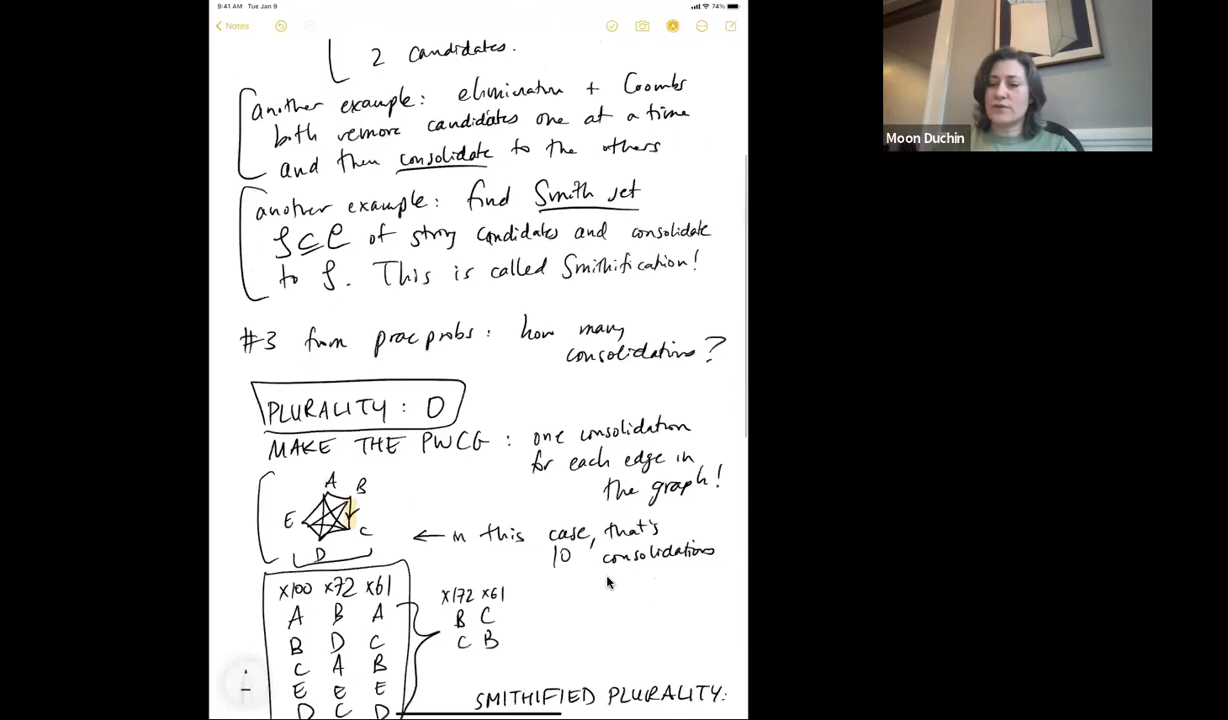 9:41 AM Tue Jan 9
74%
Notes
2 candidates.
another example: elimination + Coombs
both remove candidates one at a time
and then consolidate to the others
another example: find Smith set
S ⊆ C of strong candidates and consolidate
to S. This is called Smithification!
#3 from prac probs: how many
consolidations?
PLURALITY: D
MAKE THE PWCG: one consolidation
for each edge in
the graph!
A
B
E
C
D
← in this case, that's
10 consolidations
x100 x72 x61
A B A
B D C
C A B
E E E
D C D
x172 x61
B C
C B
SMITHIFIED PLURALITY:
Moon Duchin